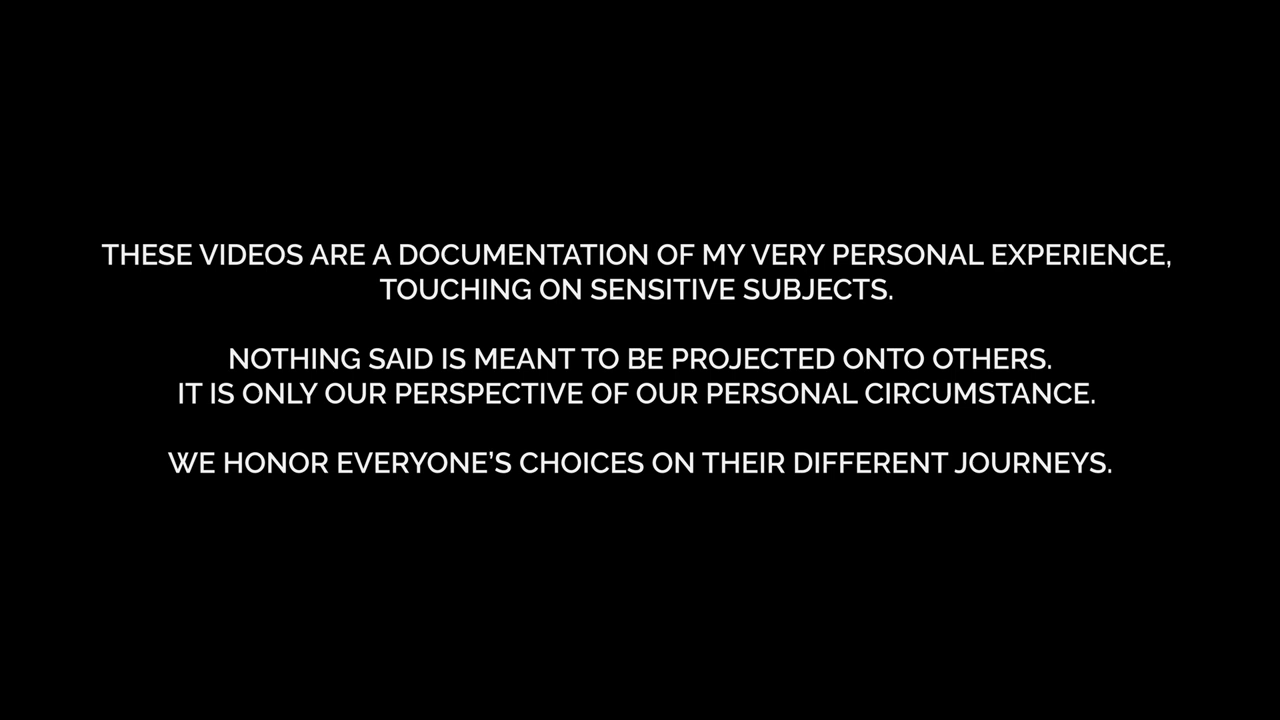 THESE VIDEOS ARE A DOCUMENTATION OF MY VERY PERSONAL EXPERIENCE,
TOUCHING ON SENSITIVE SUBJECTS.
NOTHING SAID IS MEANT TO BE PROJECTED ONTO OTHERS.
IT IS ONLY OUR PERSPECTIVE OF OUR PERSONAL CIRCUMSTANCE.
WE HONOR EVERYONE’S CHOICES ON THEIR DIFFERENT JOURNEYS.